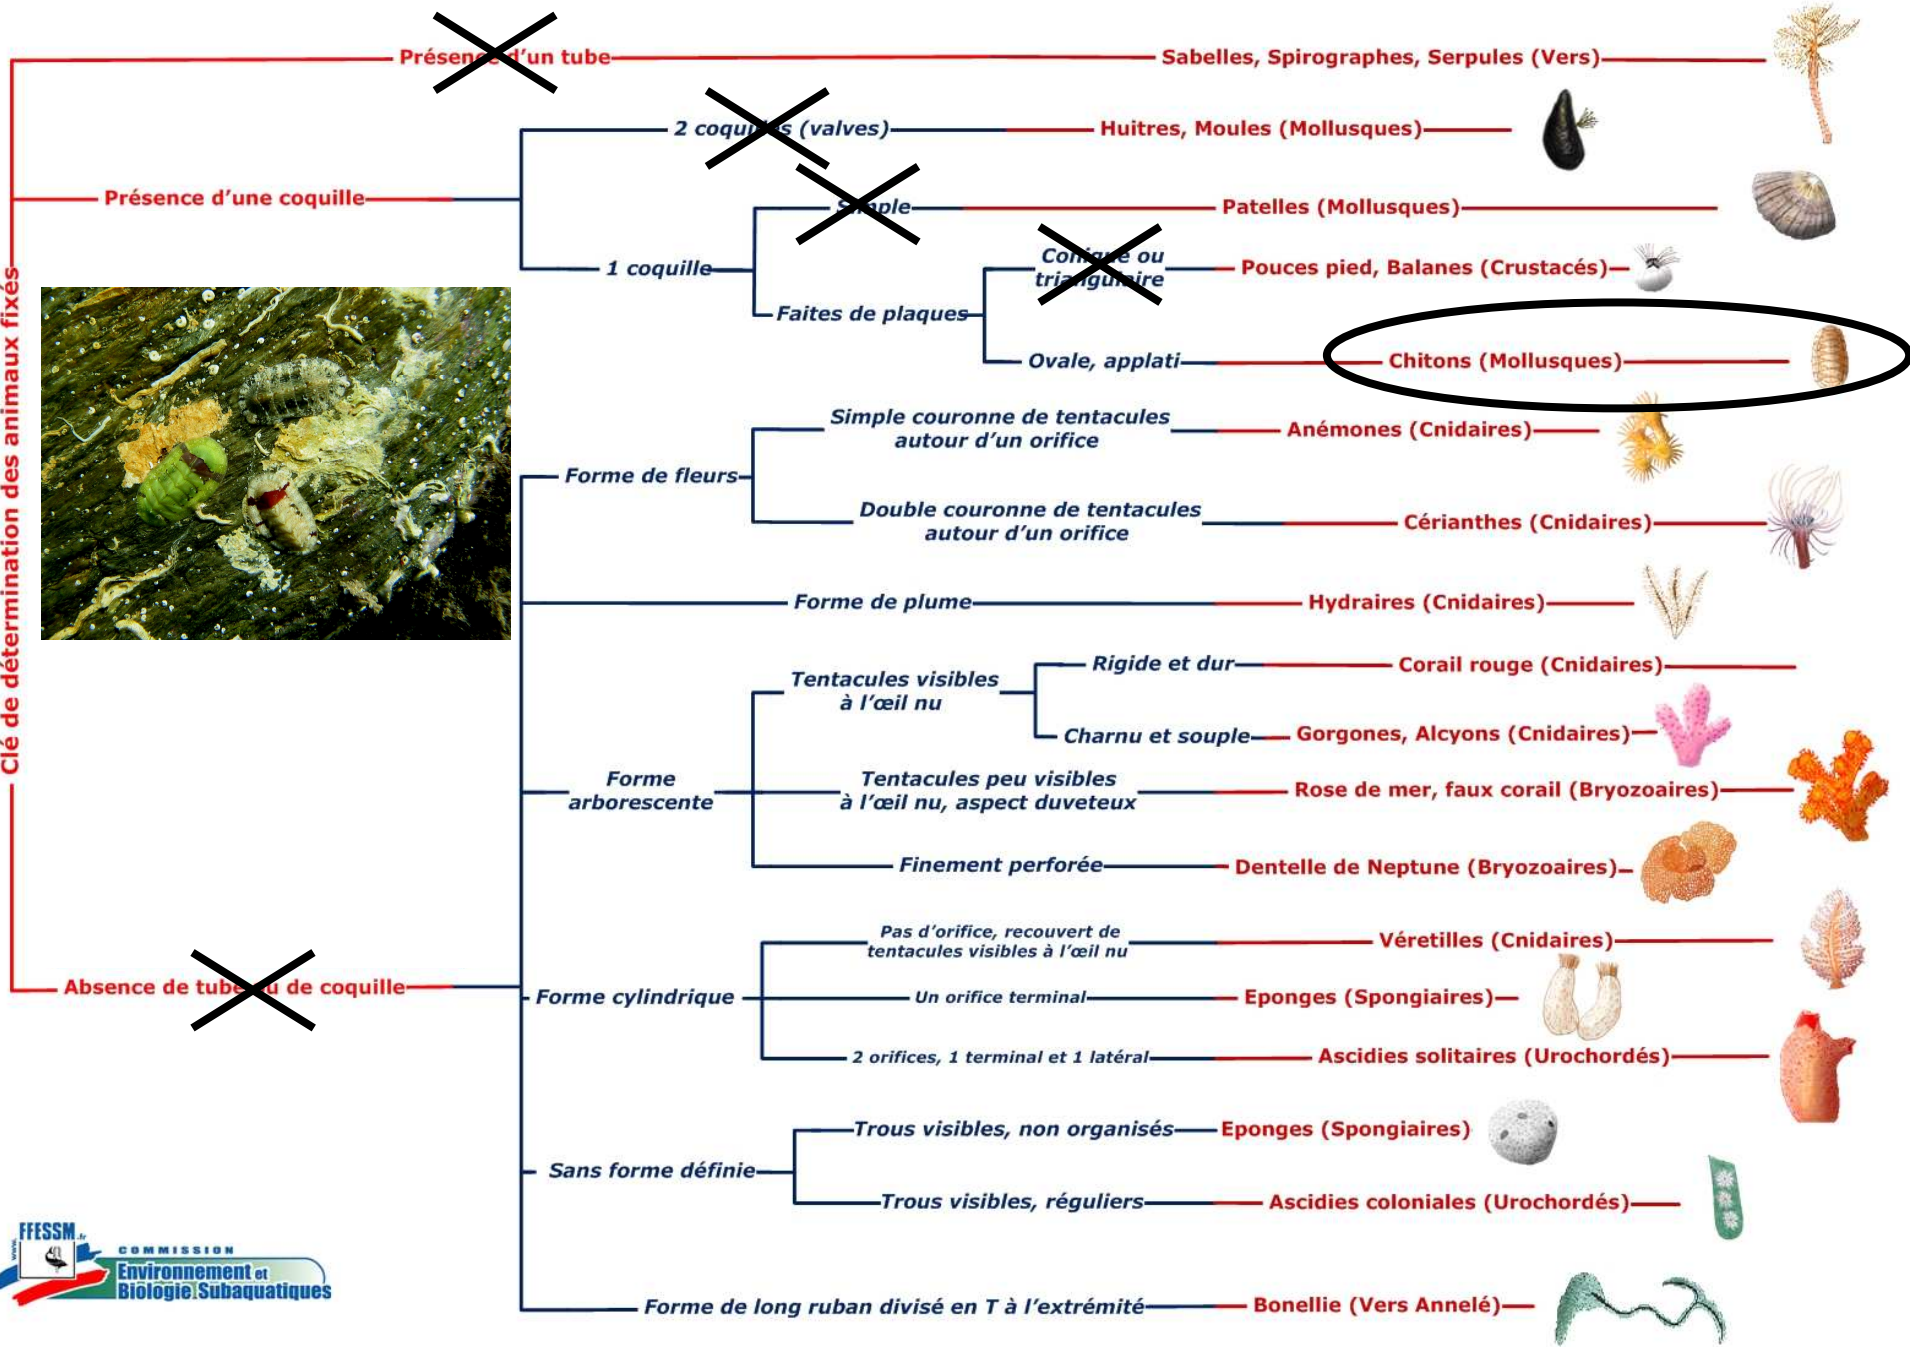 Clé de détermination des animaux fixés
Présence d'un tube
Sabelles, Spirographes, Serpules (Vers)
Présence d'une coquille
2 coquilles (valves)
Huitres, Moules (Mollusques)
1 coquille
Simple
Patelles (Mollusques)
Faites de plaques
Conique ou
triangulaire
Pouces pied, Balanes (Crustacés)
Ovale, applati
Chitons (Mollusques)
Absence de tube ou de coquille
Forme de fleurs
Simple couronne de tentacules
autour d'un orifice
Anémones (Cnidaires)
Double couronne de tentacules
autour d'un orifice
Cérianthes (Cnidaires)
Forme de plume
Hydraires (Cnidaires)
Forme
arborescente
Tentacules visibles
à l'œil nu
Rigide et dur
Corail rouge (Cnidaires)
Charnu et souple
Gorgones, Alcyons (Cnidaires)
Tentacules peu visibles
à l'œil nu, aspect duveteux
Rose de mer, faux corail (Bryozoaires)
Finement perforée
Dentelle de Neptune (Bryozoaires)
Forme cylindrique
Pas d'orifice, recouvert de
tentacules visibles à l'œil nu
Véretilles (Cnidaires)
Un orifice terminal
Eponges (Spongiaires)
2 orifices, 1 terminal et 1 latéral
Ascidies solitaires (Urochordés)
Sans forme définie
Trous visibles, non organisés
Eponges (Spongiaires)
Trous visibles, réguliers
Ascidies coloniales (Urochordés)
Forme de long ruban divisé en T à l'extrémité
Bonellie (Vers Annelé)
www.
FFESSM.fr
COMMISSION
Environnement et
Biologie Subaquatiques